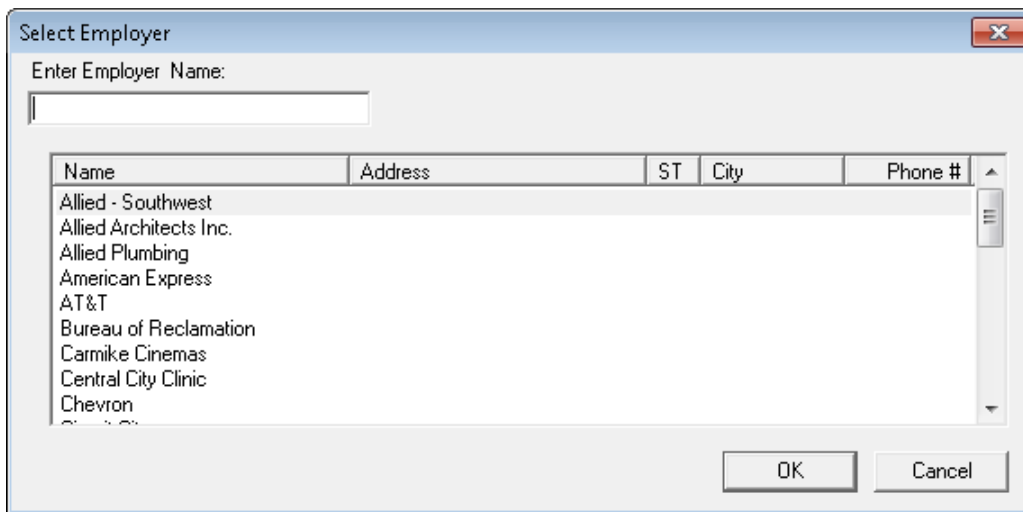 Select Employer
Enter Employer Name:
Name Address ST City Phone #
Allied - Southwest
Allied Architects Inc.
Allied Plumbing
American Express
AT&T
Bureau of Reclamation
Carmike Cinemas
Central City Clinic
Chevron
OK Cancel